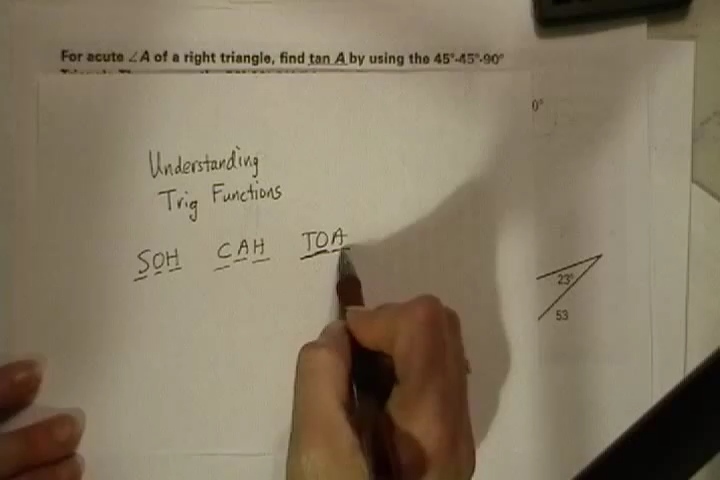 For acute ∠A of a right triangle, find tan A by using the 45°-45°-90°
0°
Understanding
Trig Functions
SOH CAH TOA
23°
53